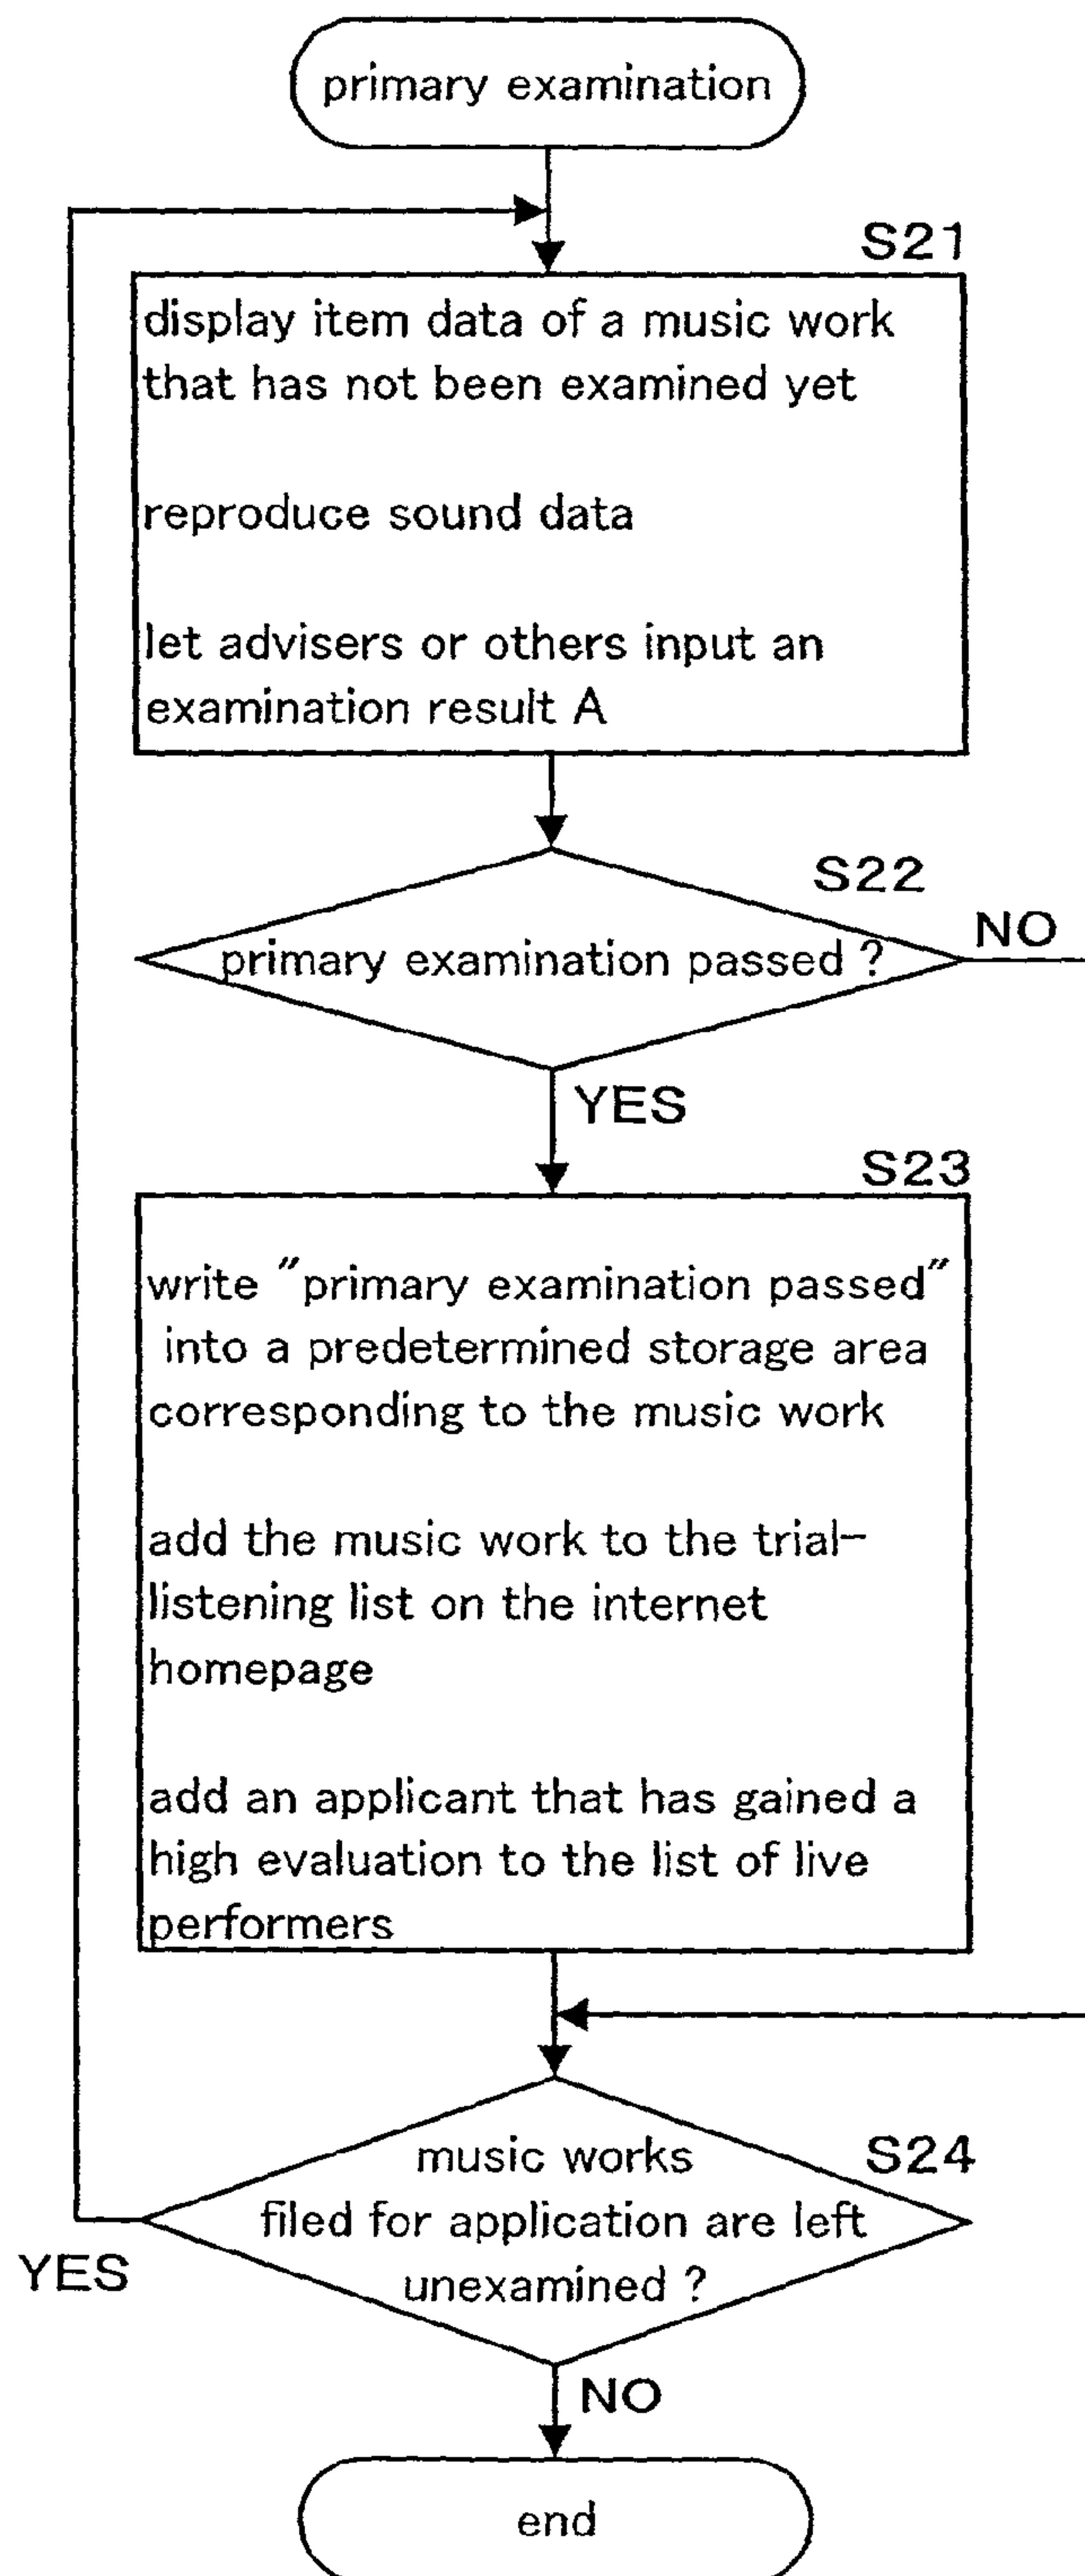 primary examination
S21
display item data of a music work
that has not been examined yet
reproduce sound data
let advisers or others input an
examination result A
S22
NO
primary examination passed ?
YES
S23
write "primary examination passed"
into a predetermined storage area
corresponding to the music work
add the music work to the trial-
listening list on the internet
homepage
add an applicant that has gained a
high evaluation to the list of live
performers
music works
S24
filed for application are left
unexamined ?
YES
NO
end